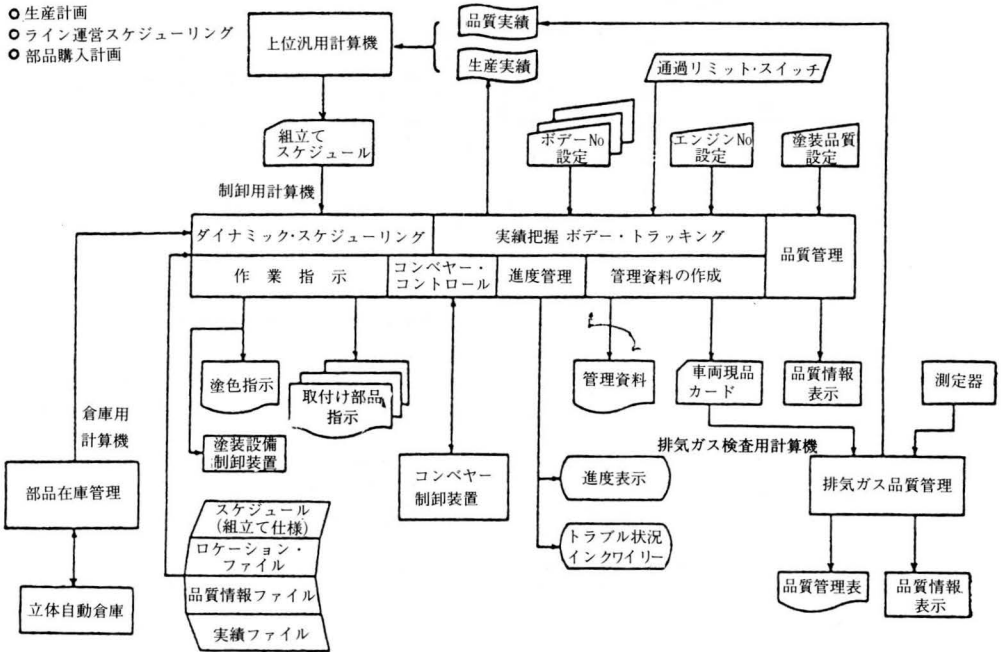 ○ 生産計画
○ ライン運営スケジューリング
○ 部品購入計画
上位汎用計算機
品質実績
生産実績
通過リミット・スイッチ
組立て
スケジュール
ボデーNo
設定
エンジンNo
設定
塗装品質
設定
制卸用計算機
ダイナミック・スケジューリング
実績把握 ボデー・トラッキング
品質管理
作業指示
コンベヤー・
コントロール
進度管理
管理資料の作成
塗色指示
取付け部品
指示
管理資料
車両現品
カード
品質情報
表示
測定器
倉庫用
計算機
塗装設備
制卸装置
コンベヤー
制卸装置
排気ガス検査用計算機
部品在庫管理
進度表示
排気ガス品質管理
スケジュール
(組立て仕様)
ロケーション・
ファイル
トラブル状況
インクワイリー
品質情報ファイル
立体自動倉庫
実績ファイル
品質管理表
品質情報
表示